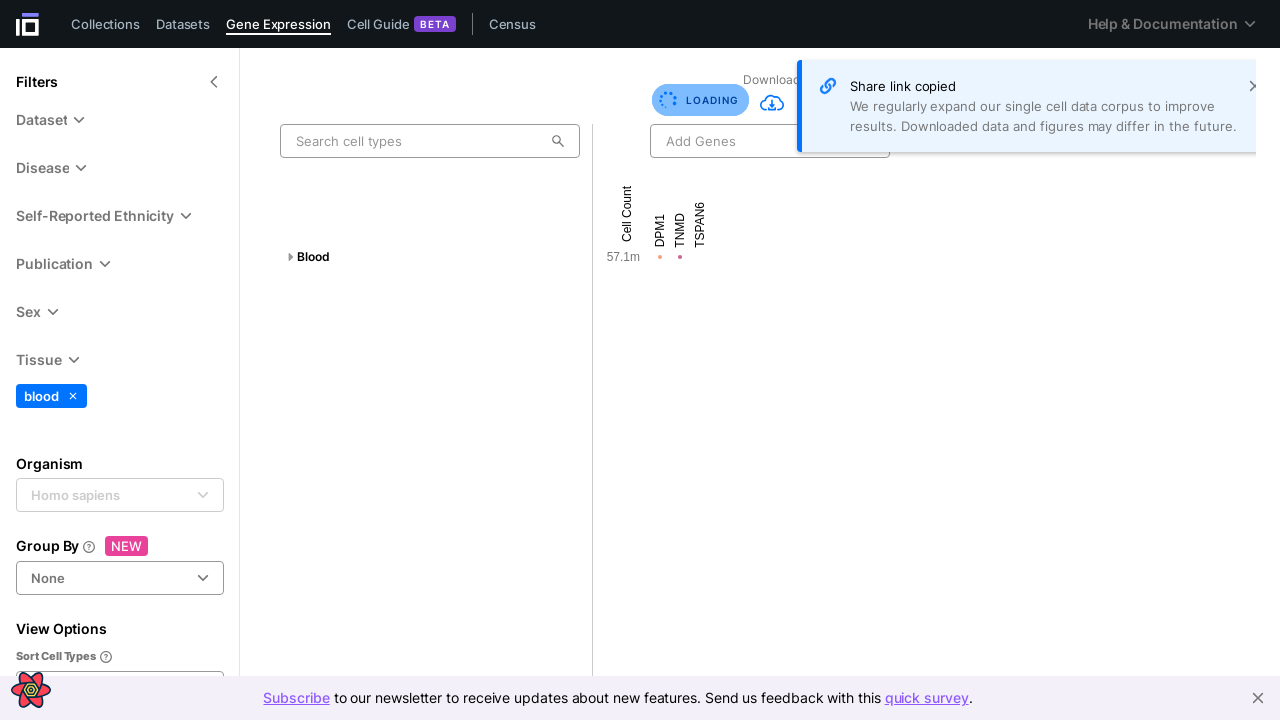 Collections Datasets Gene Expression Cell Guide BETA Census Help & Documentation
Filters
Dataset
Disease
Self-Reported Ethnicity
Publication
Sex
Tissue
blood ×
Organism
Homo sapiens
Group By NEW
None
View Options
Sort Cell Types
Download
LOADING
Share link copied
We regularly expand our single cell data corpus to improve
results. Downloaded data and figures may differ in the future.
Search cell types
Add Genes
Cell Count
DPM1
TNMD
TSPAN6
Blood 57.1m
Subscribe to our newsletter to receive updates about new features. Send us feedback with this quick survey.